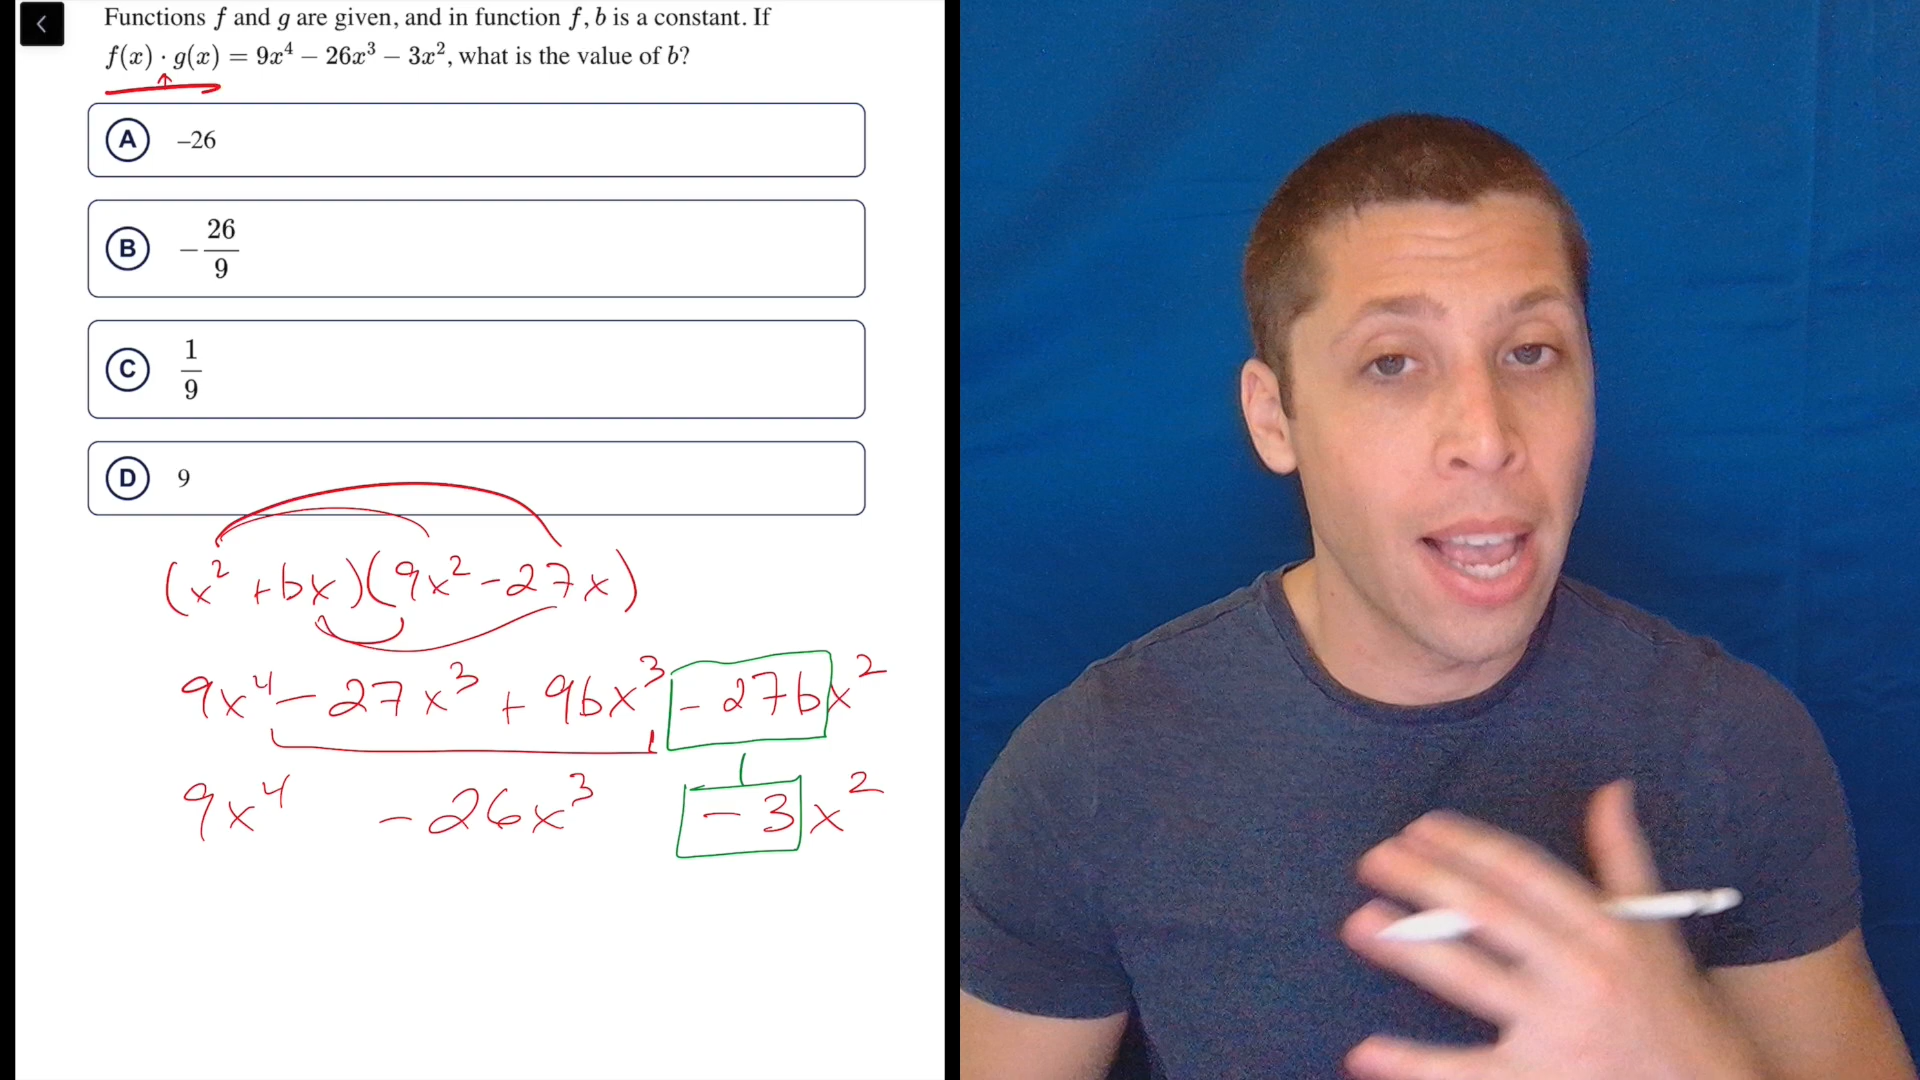 Functions f and g are given, and in function f, b is a constant. If
f(x) · g(x) = 9x⁴ − 26x³ − 3x², what is the value of b?
A −26
B −26/9
C 1/9
D 9
(x² + bx)(9x² − 27x)
9x⁴ − 27x³ + 9bx³ − 27bx²
9x⁴ − 26x³ − 3x²